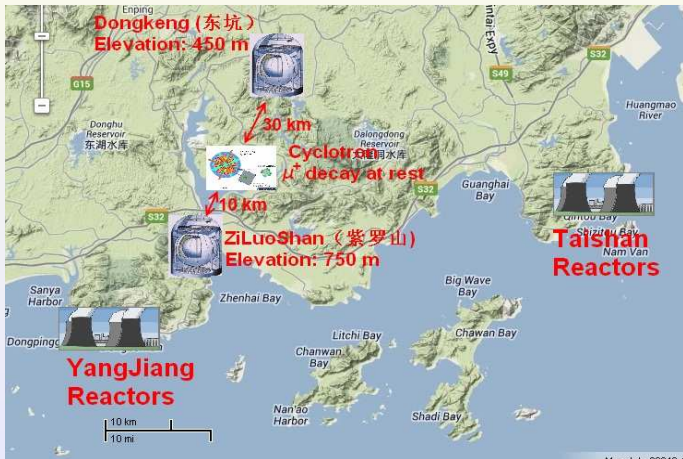 Dongkeng (东坑)
Elevation: 450 m
30 km
Cyclotron
μ+ decay at rest
10 km
ZiLuoShan（紫罗山)
Elevation: 750 m
YangJiang
Reactors
Taishan
Reactors
G15
S32
S49
S32
S32
Donghu
Reservoir
东湖水库
Dalongdong
Reservoir
Expy
Huangmao
River
Guanghai
Bay
Nam Van
Sanya
Harbor
Zhenhai Bay
Big Wave
Bay
Chawan Bay
Litchi Bay
Chanwan
Bay
Nan'ao
Harbor
Shadi Bay
10 km
10 mi